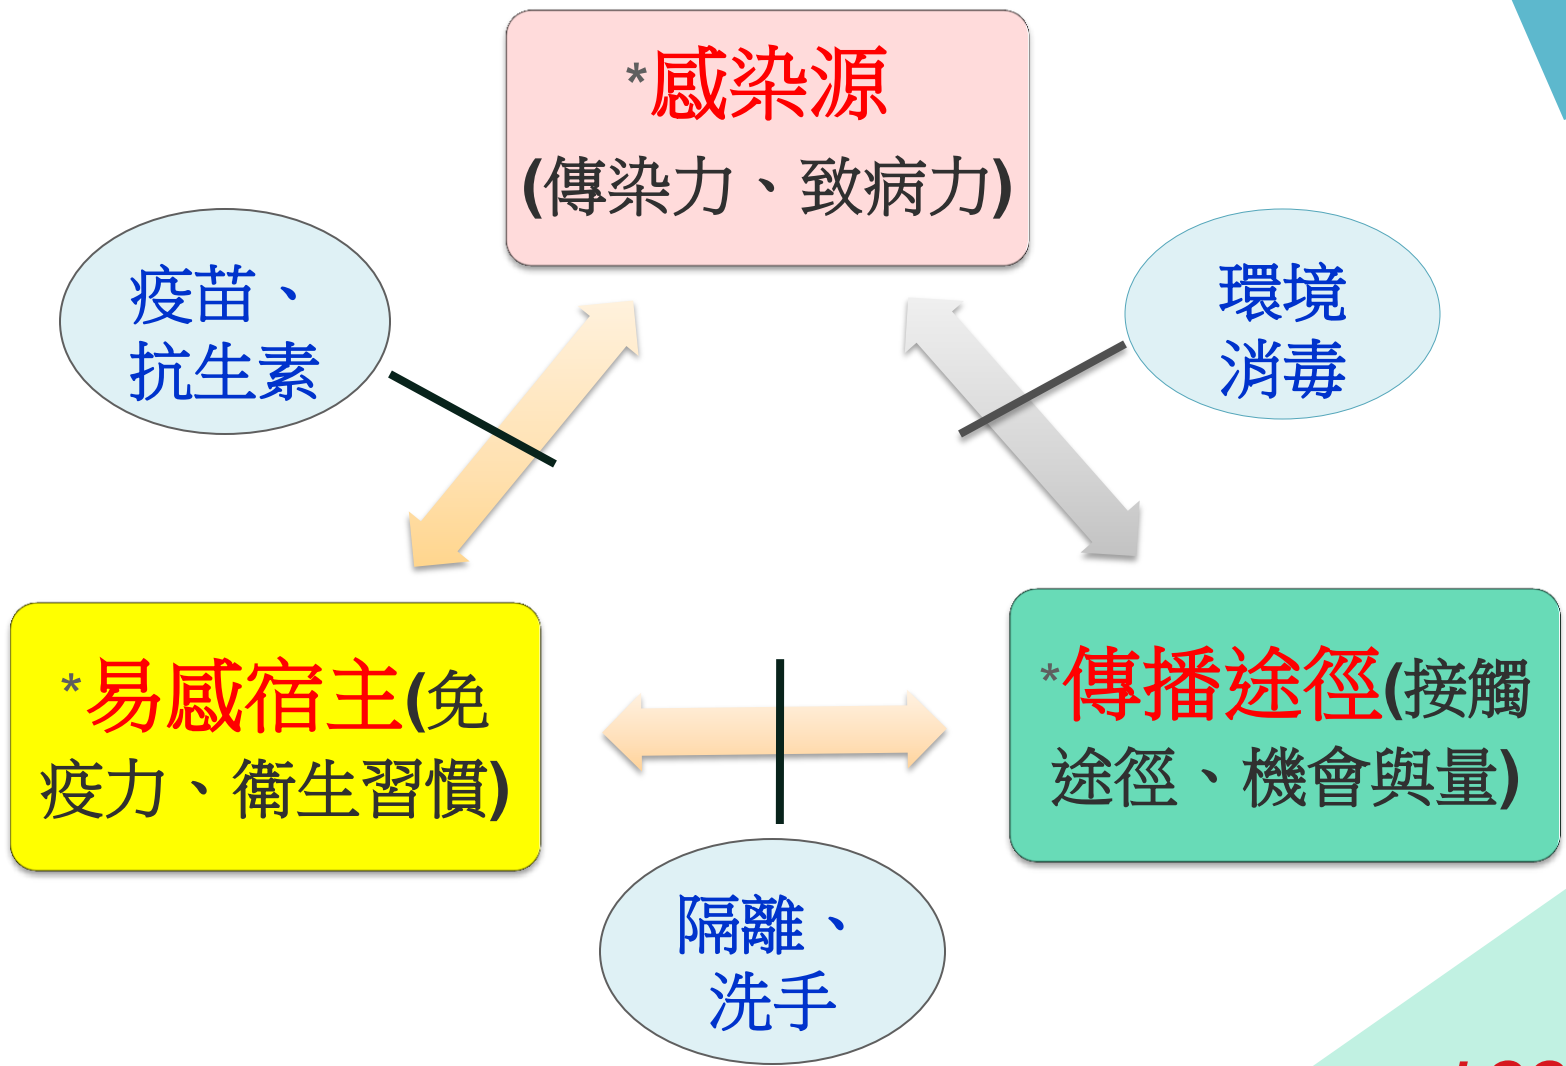 *感染源
(傳染力、致病力)
疫苗、
抗生素
環境
消毒
*易感宿主(免
疫力、衛生習慣)
*傳播途徑(接觸
途徑、機會與量)
隔離、
洗手